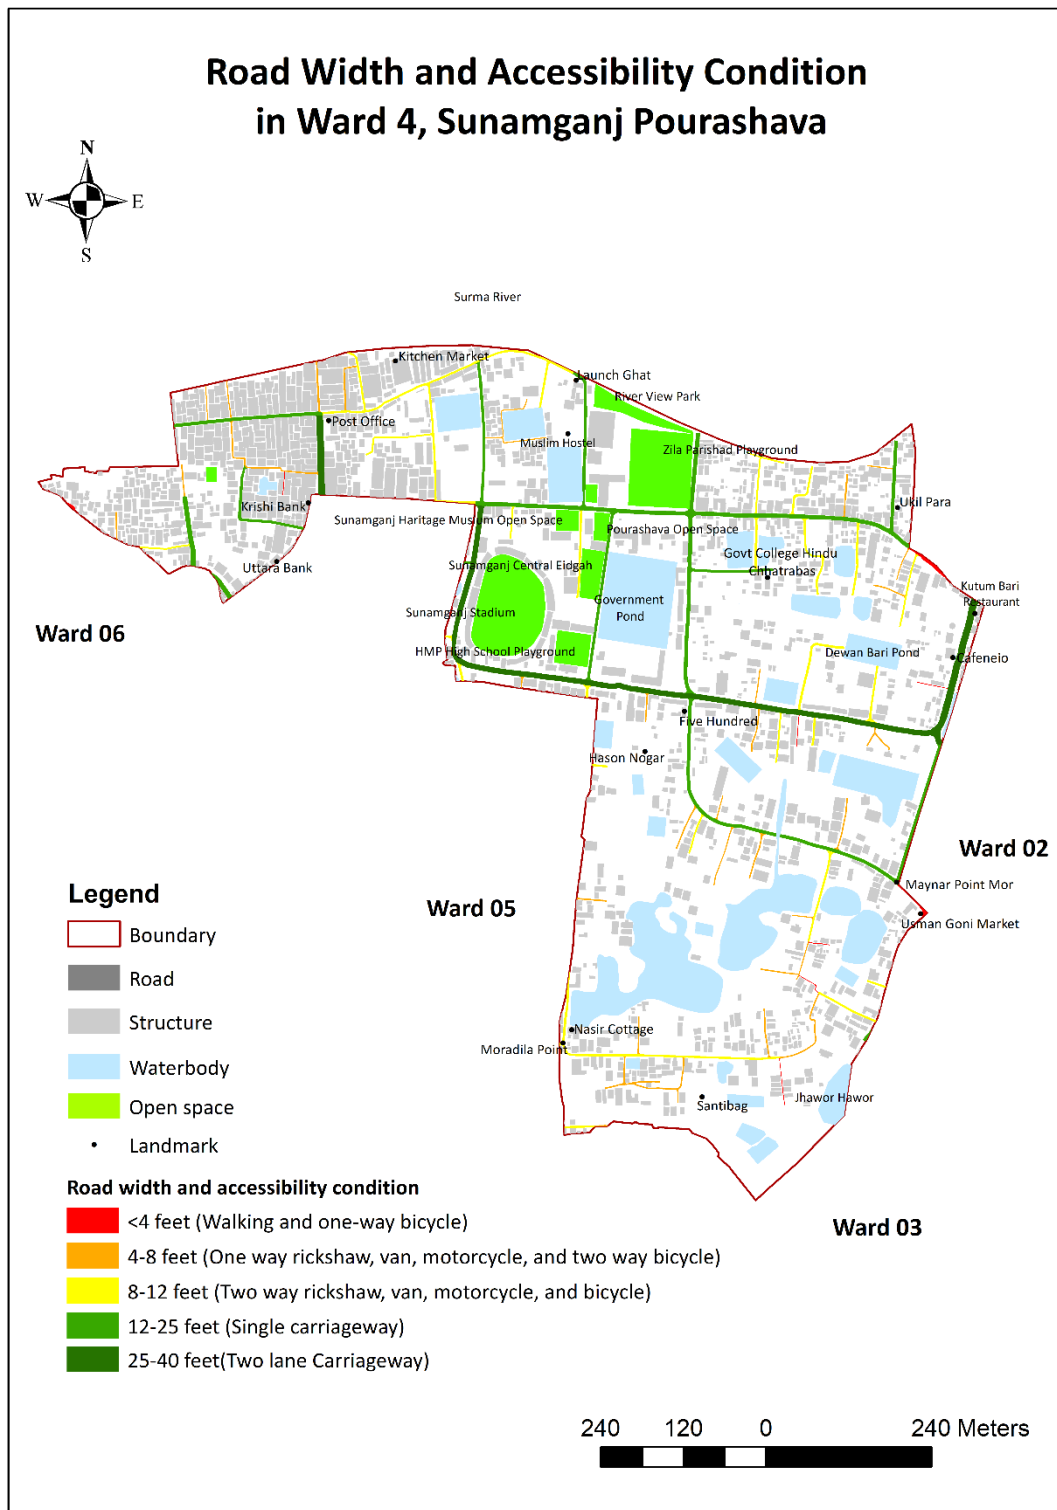 Road Width and Accessibility Condition
in Ward 4, Sunamganj Pourashava
N
W
E
S
Surma River
Kitchen Market
Launch Ghat
River View Park
Post Office
Muslim Hostel
Zila Parishad Playground
Krishi Bank
Ukil Para
Sunamganj Haritage Musium Open Space
Pourashava Open Space
Govt College Hindu
Chhatrabas
Uttara Bank
Sunamganj Central Eidgah
Kutum Bari
Restaurant
Sunamganj Stadium
Government
Pond
Ward 06
HMP High School Playground
Dewan Bari Pond
Cafeneio
Five Hundred
Hason Nogar
Ward 02
Maynar Point Mor
Ward 05
Usman Goni Market
Nasir Cottage
Moradila Point
Santibag
Jhawor Hawor
Ward 03
Legend
Boundary
Road
Structure
Waterbody
Open space
Landmark
Road width and accessibility condition
<4 feet (Walking and one-way bicycle)
4-8 feet (One way rickshaw, van, motorcycle, and two way bicycle)
8-12 feet (Two way rickshaw, van, motorcycle, and bicycle)
12-25 feet (Single carriageway)
25-40 feet(Two lane Carriageway)
240 120 0 240 Meters